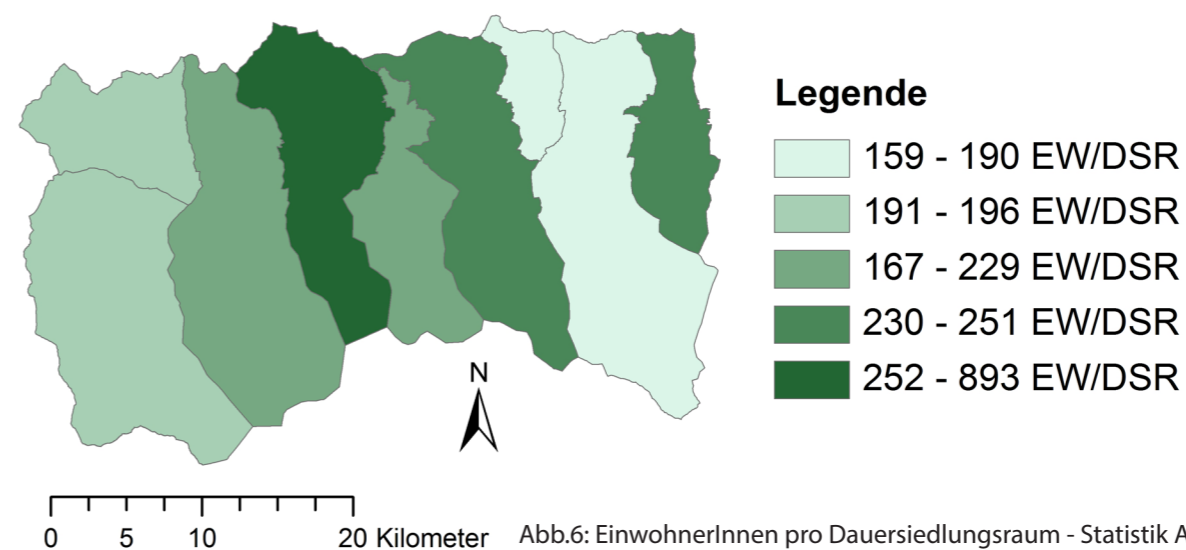 Legende
159 - 190 EW/DSR
191 - 196 EW/DSR
167 - 229 EW/DSR
230 - 251 EW/DSR
252 - 893 EW/DSR
N
0 5 10 20 Kilometer
Abb.6: EinwohnerInnen pro Dauersiedlungsraum - Statistik A